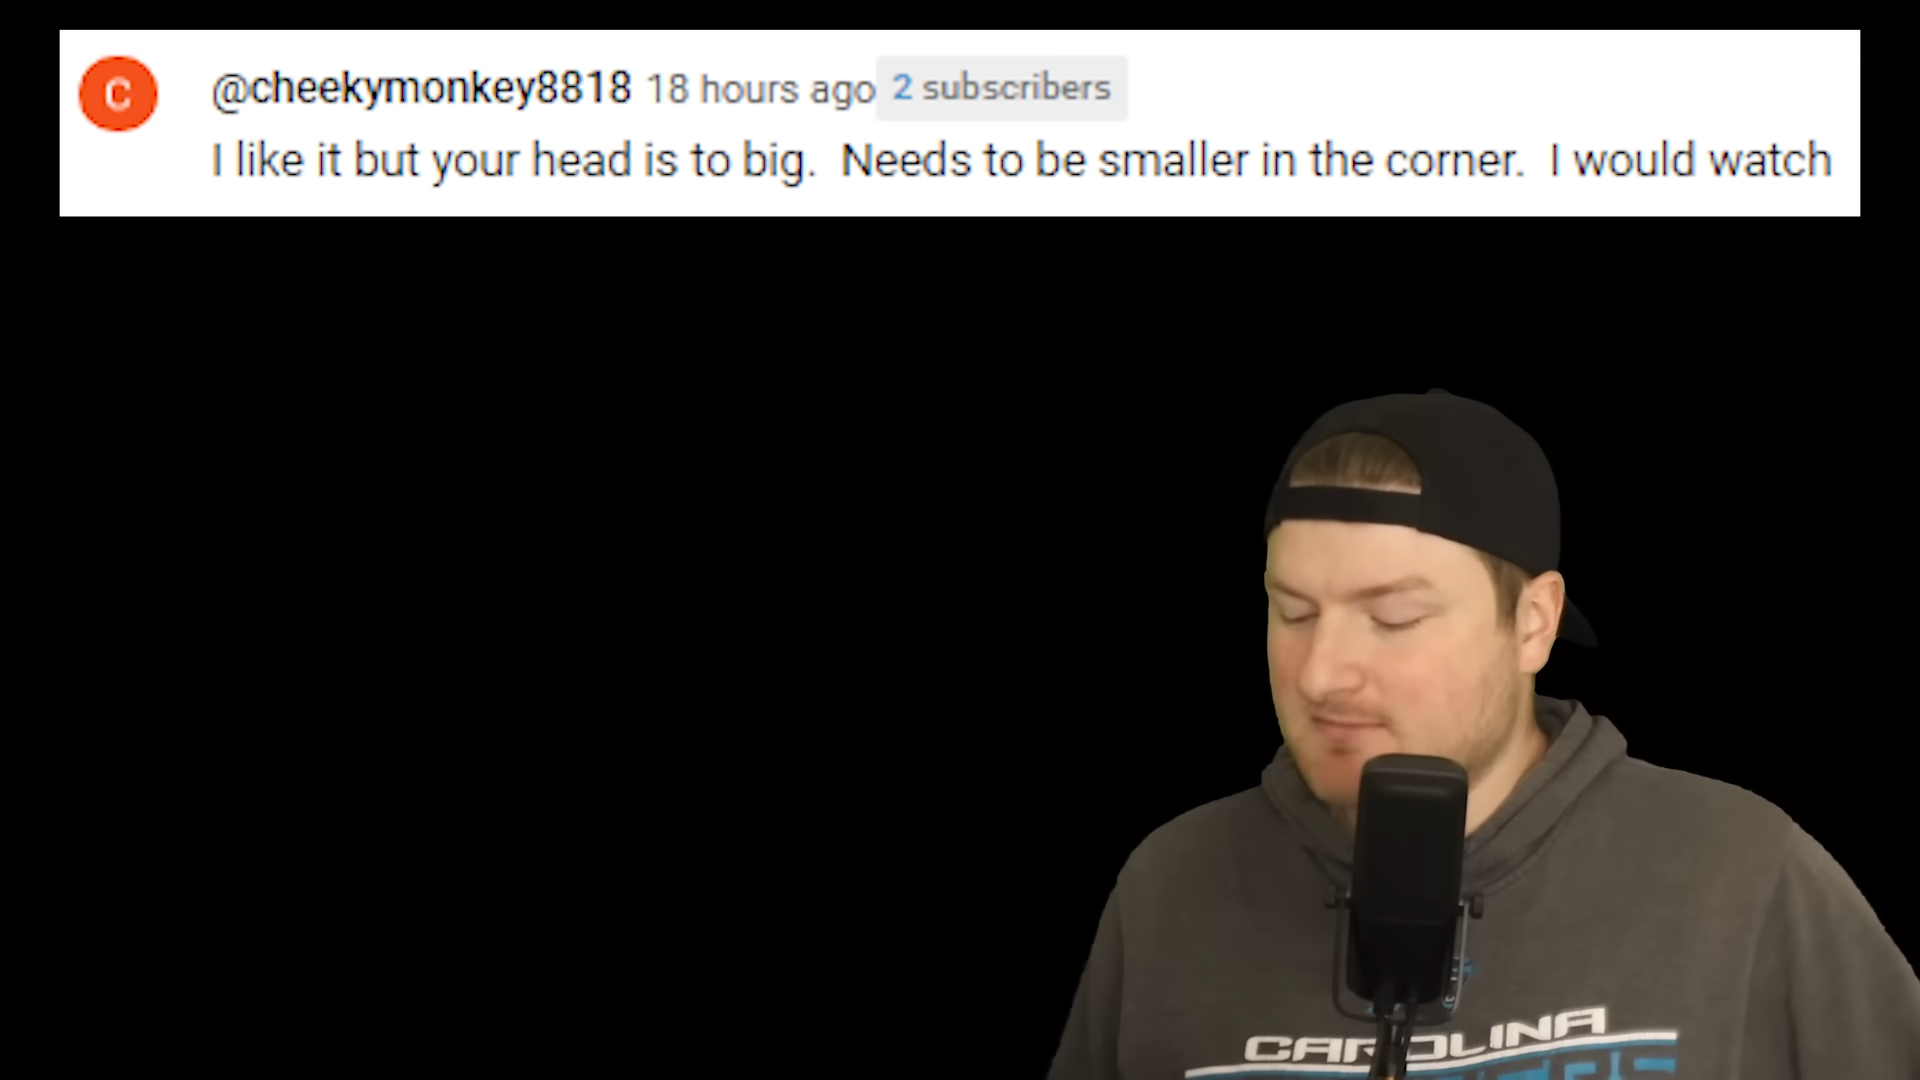 C
@cheekymonkey8818 18 hours ago 2 subscribers
I like it but your head is to big. Needs to be smaller in the corner. I would watch
CAROLINA